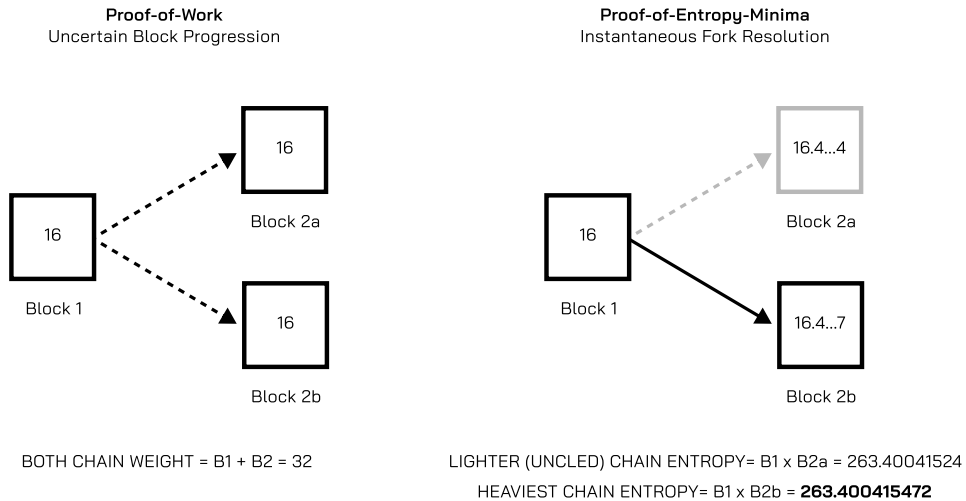 Proof-of-Work
Uncertain Block Progression
16
Block 1
16
Block 2a
16
Block 2b
BOTH CHAIN WEIGHT = B1 + B2 = 32
Proof-of-Entropy-Minima
Instantaneous Fork Resolution
16
Block 1
16.4...4
Block 2a
16.4...7
Block 2b
LIGHTER (UNCLED) CHAIN ENTROPY= B1 x B2a = 263.40041524
HEAVIEST CHAIN ENTROPY= B1 x B2b = 263.400415472